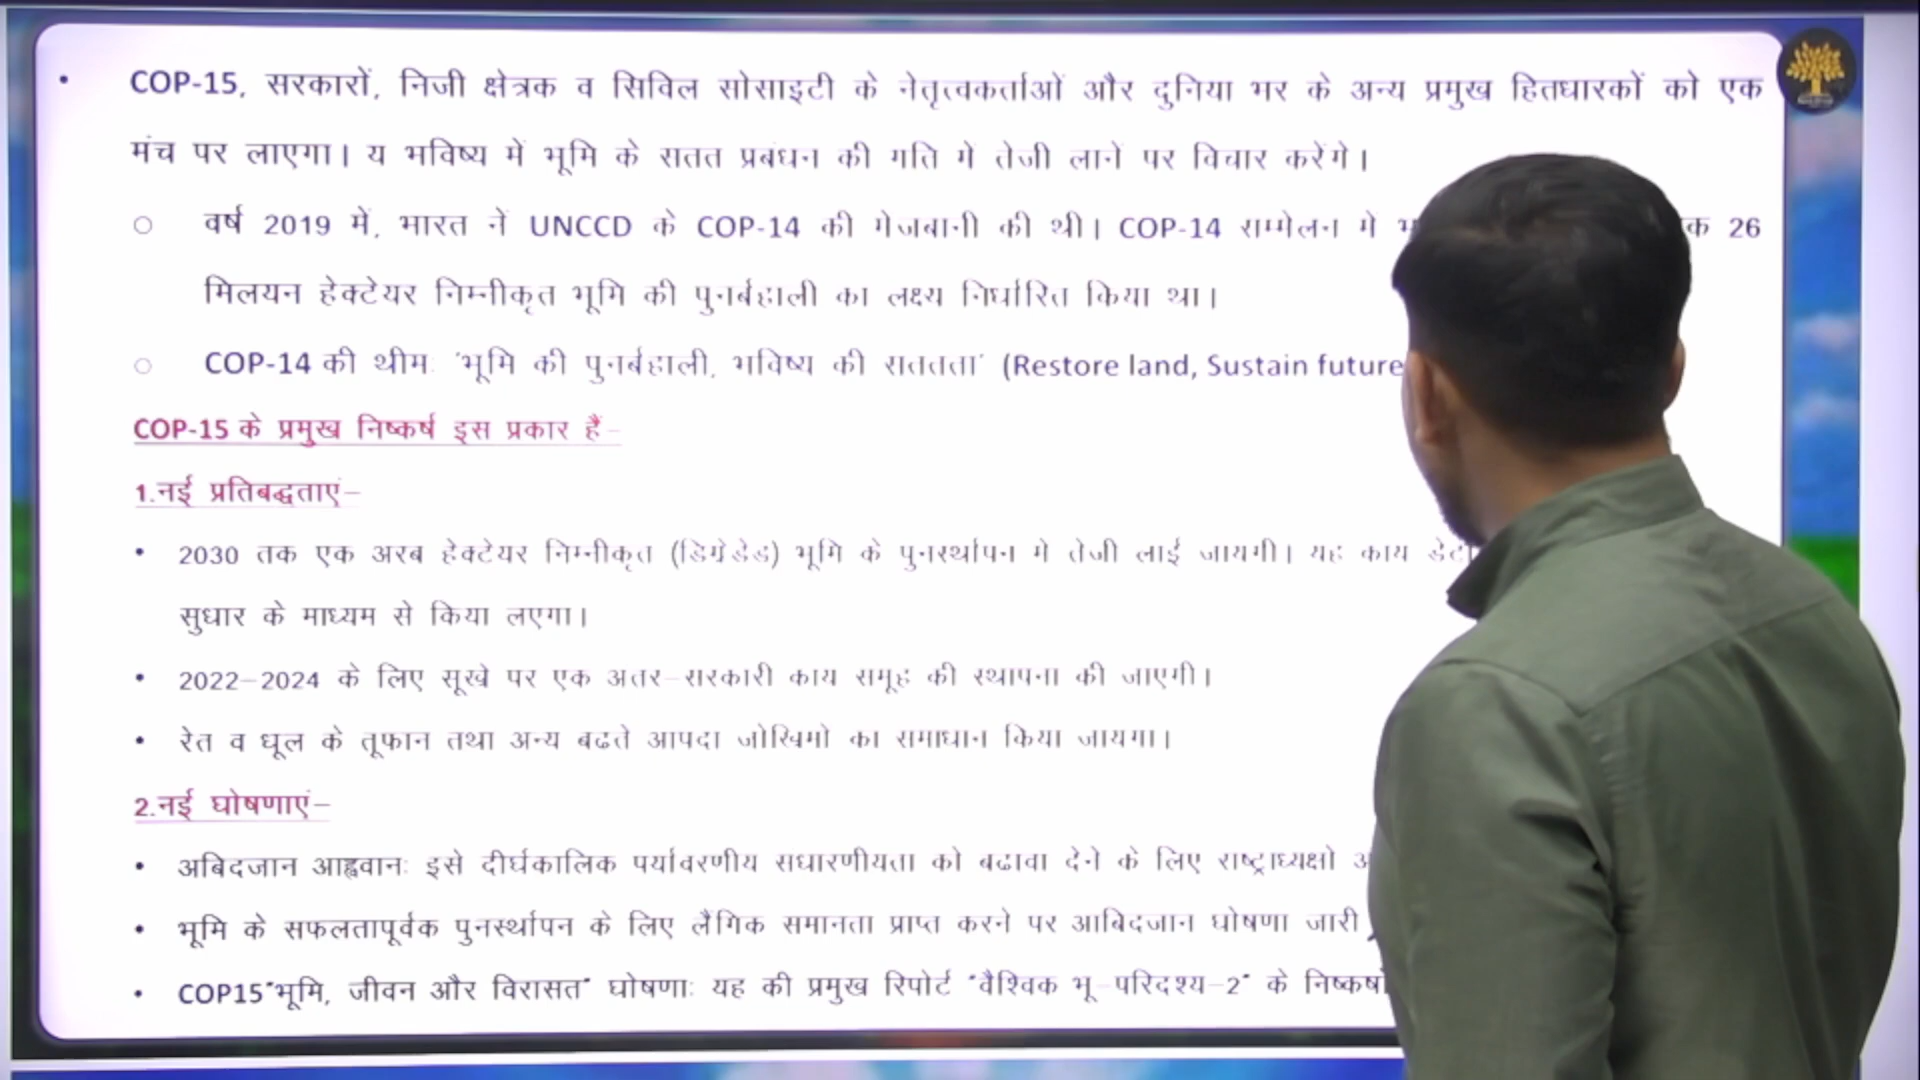 • COP-15, सरकारों, निजी क्षेत्रक व सिविल सोसाइटी के नेतृत्वकर्ताओं और दुनिया भर के अन्य प्रमुख हितधारकों को एक
मंच पर लाएगा। य भविष्य में भूमि के सतत प्रबंधन की गति मे तेजी लाने पर विचार करेंगे।
○ वर्ष 2019 में, भारत ने UNCCD के COP-14 की मेजबानी की थी। COP-14 सम्मेलन मे 26
मिलयन हेक्टेयर निम्नीकृत भूमि की पुनर्बहाली का लक्ष्य निर्धारित किया था।
○ COP-14 की थीम: 'भूमि की पुनर्बहाली, भविष्य की सततता' (Restore land, Sustain future
COP-15 के प्रमुख निष्कर्ष इस प्रकार हैं–
1.नई प्रतिबद्धताएं–
• 2030 तक एक अरब हेक्टेयर निम्नीकृत (डिग्रेडेड) भूमि के पुनर्स्थापन मे तेजी लाई जायगी। यह काय
सुधार के माध्यम से किया लएगा।
• 2022–2024 के लिए सूखे पर एक अतर–सरकारी काय समूह की स्थापना की जाएगी।
• रेत व धूल के तूफान तथा अन्य बढते आपदा जोखिमो का समाधान किया जायगा।
2.नई घोषणाएं–
• अबिदजान आह्ववान: इसे दीर्घकालिक पर्यावरणीय सधारणीयता को बढावा देने के लिए राष्ट्राध्यक्षो
• भूमि के सफलतापूर्वक पुनर्स्थापन के लिए लैंगिक समानता प्राप्त करने पर आबिदजान घोषणा जारी
• COP15"भूमि, जीवन और विरासत" घोषणा: यह की प्रमुख रिपोर्ट "वैश्विक भू–परिदश्य–2" के